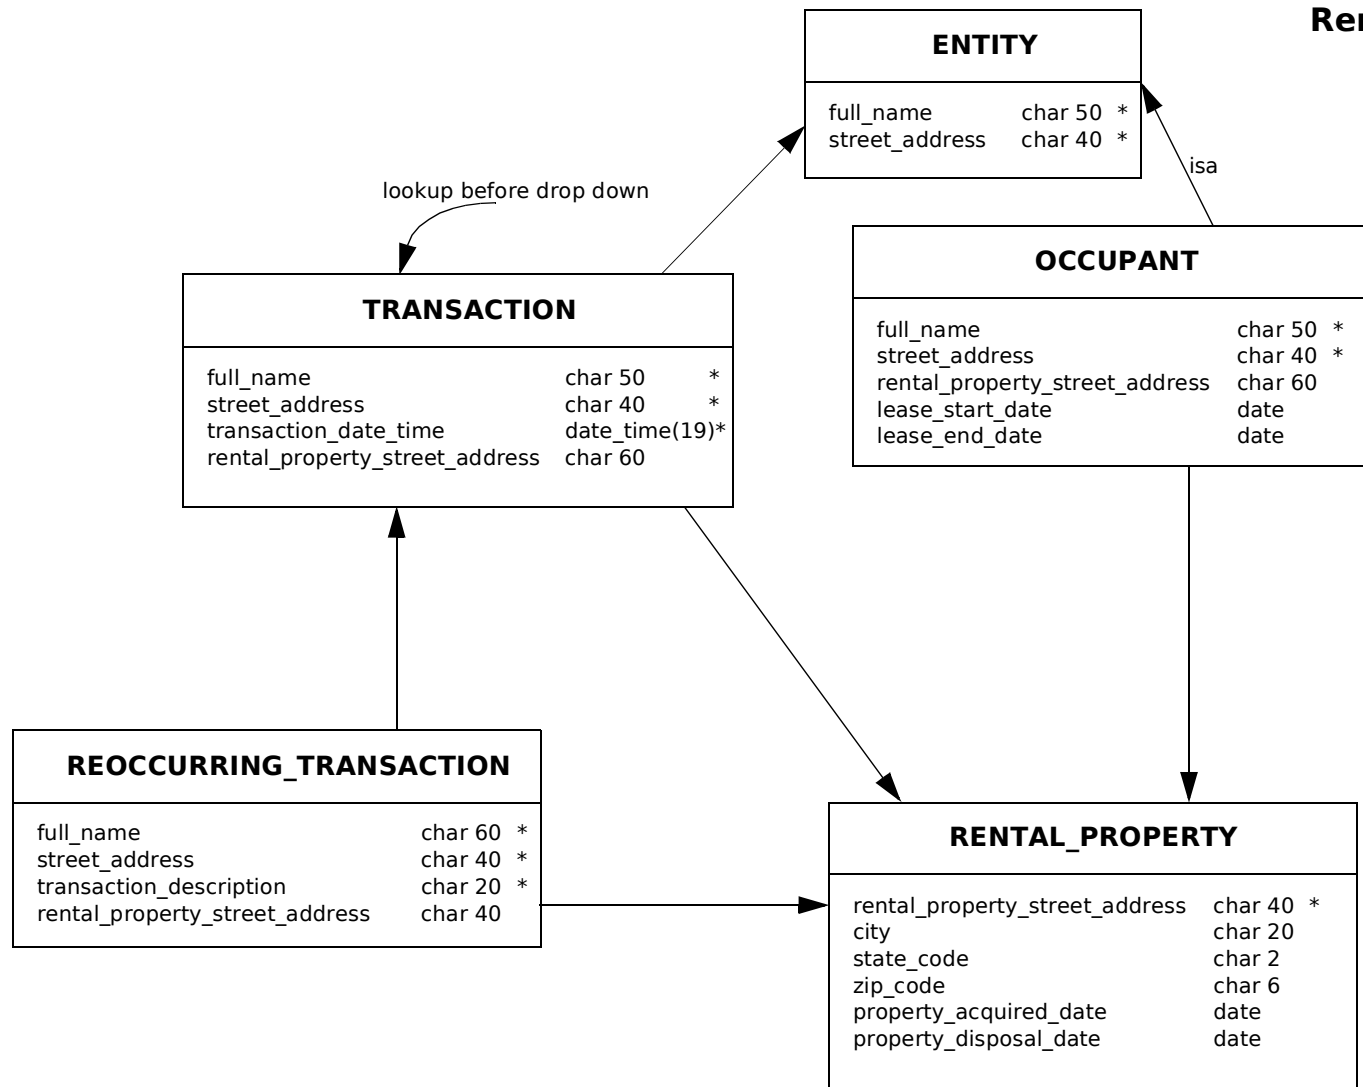 Ren
ENTITY
full_name char 50 *
street_address char 40 *
isa
lookup before drop down
OCCUPANT
full_name char 50 *
street_address char 40 *
rental_property_street_address char 60
lease_start_date date
lease_end_date date
TRANSACTION
full_name char 50 *
street_address char 40 *
transaction_date_time date_time(19)*
rental_property_street_address char 60
REOCCURRING_TRANSACTION
full_name char 60 *
street_address char 40 *
transaction_description char 20 *
rental_property_street_address char 40
RENTAL_PROPERTY
rental_property_street_address char 40 *
city char 20
state_code char 2
zip_code char 6
property_acquired_date date
property_disposal_date date